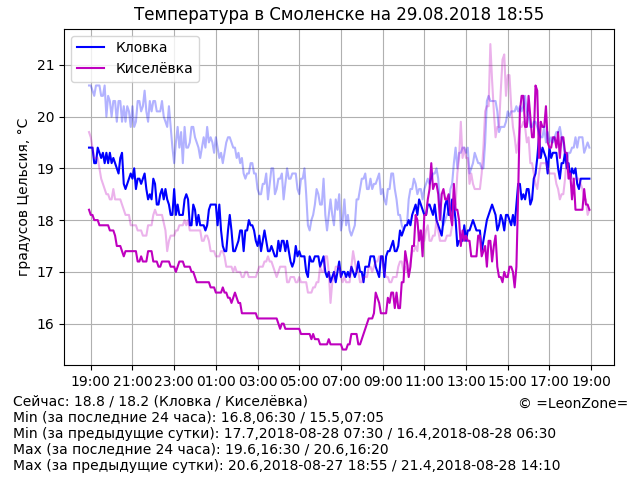 Температура в Смоленске на 29.08.2018 18:55
Кловка
Киселёвка
градусов Цельсия, °C
21
20
19
18
17
16
19:00 21:00 23:00 01:00 03:00 05:00 07:00 09:00 11:00 13:00 15:00 17:00 19:00
Сейчас: 18.8 / 18.2 (Кловка / Киселёвка)
© =LeonZone=
Min (за последние 24 часа): 16.8,06:30 / 15.5,07:05
Min (за предыдущие сутки): 17.7,2018-08-28 07:30 / 16.4,2018-08-28 06:30
Max (за последние 24 часа): 19.6,16:30 / 20.6,16:20
Max (за предыдущие сутки): 20.6,2018-08-27 18:55 / 21.4,2018-08-28 14:10